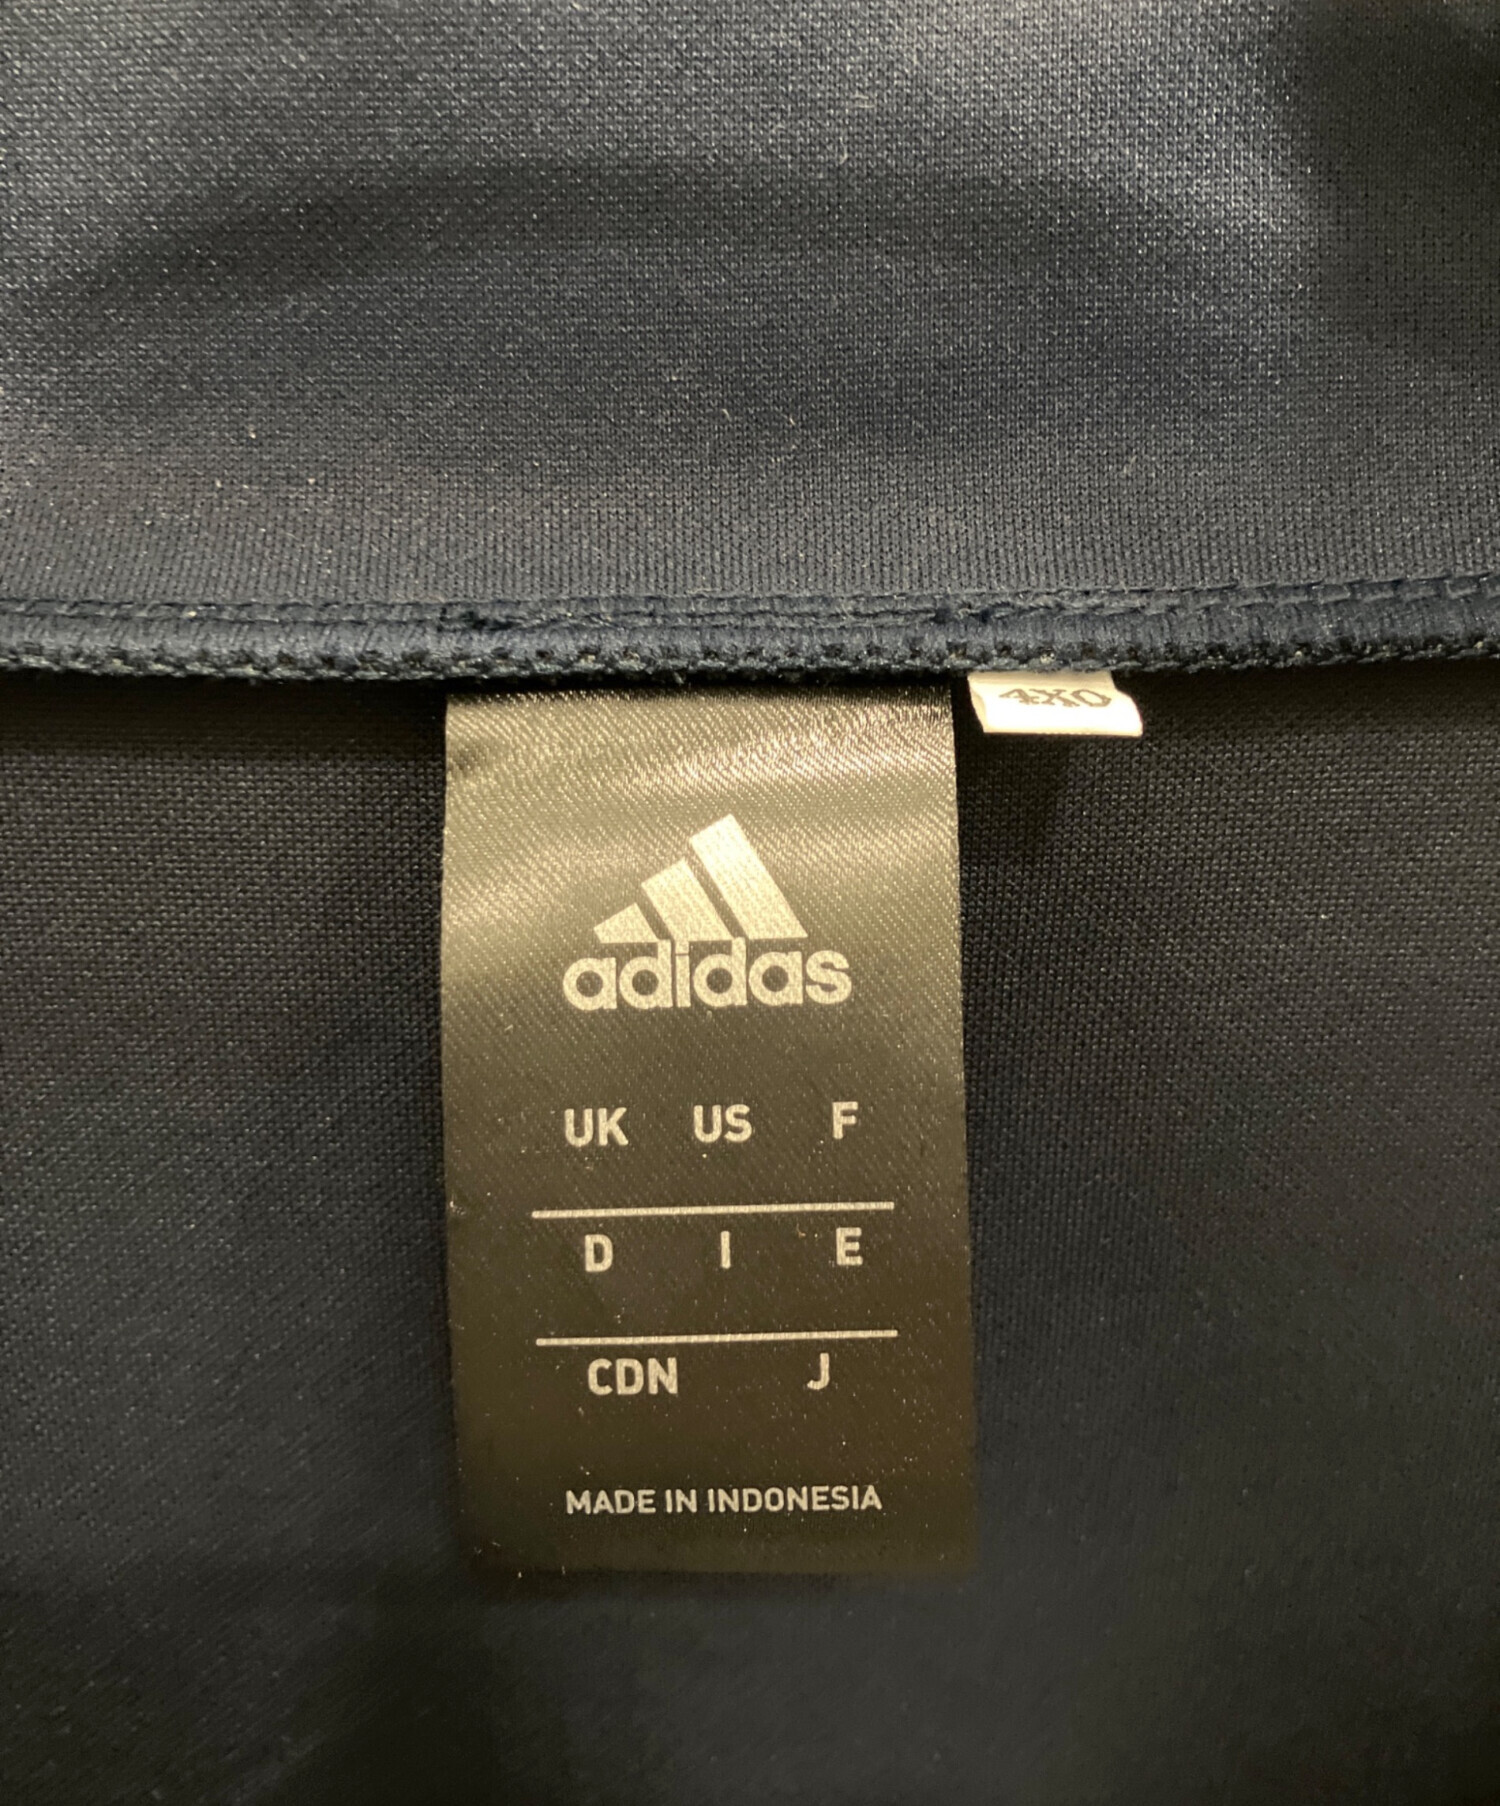 4XO
adidas
UK US F
D I E
CDN J
MADE IN INDONESIA